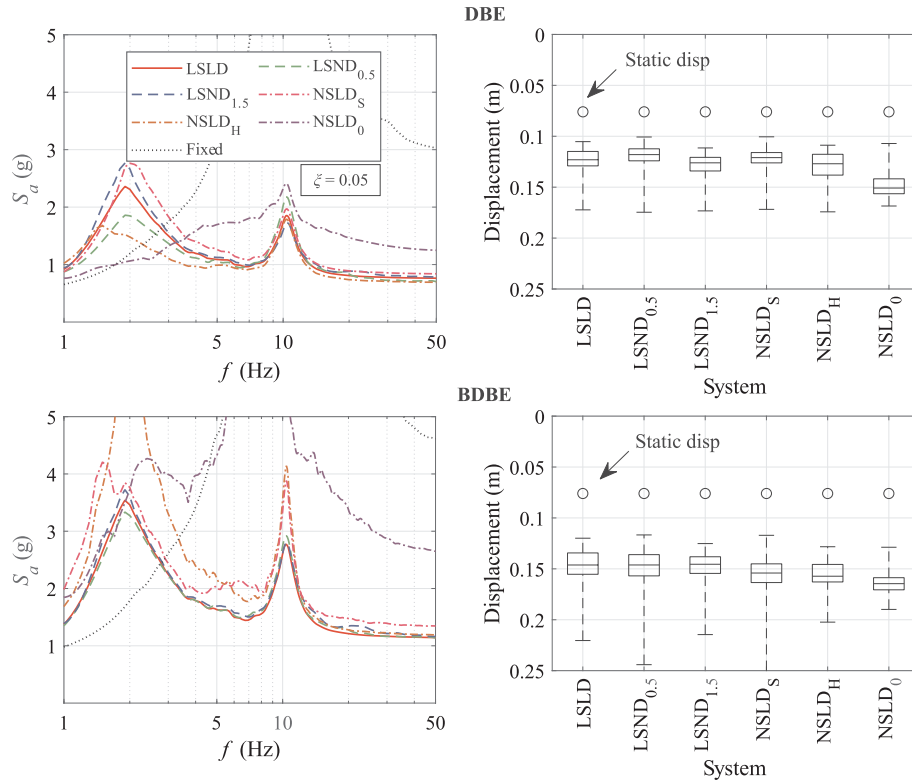 DBE
5
4
3
2
1
S_a (g)
LSLD
LSND_1.5
NSLD_H
Fixed
LSND_0.5
NSLD_S
NSLD_0
ξ = 0.05
1
5
10
50
f (Hz)
0
0.05
0.1
0.15
0.2
0.25
Displacement (m)
Static disp
LSLD
LSND_0.5
LSND_1.5
NSLD_S
NSLD_H
NSLD_0
System
BDBE
5
4
3
2
1
S_a (g)
1
5
10
50
f (Hz)
0
0.05
0.1
0.15
0.2
0.25
Displacement (m)
Static disp
LSLD
LSND_0.5
LSND_1.5
NSLD_S
NSLD_H
NSLD_0
System